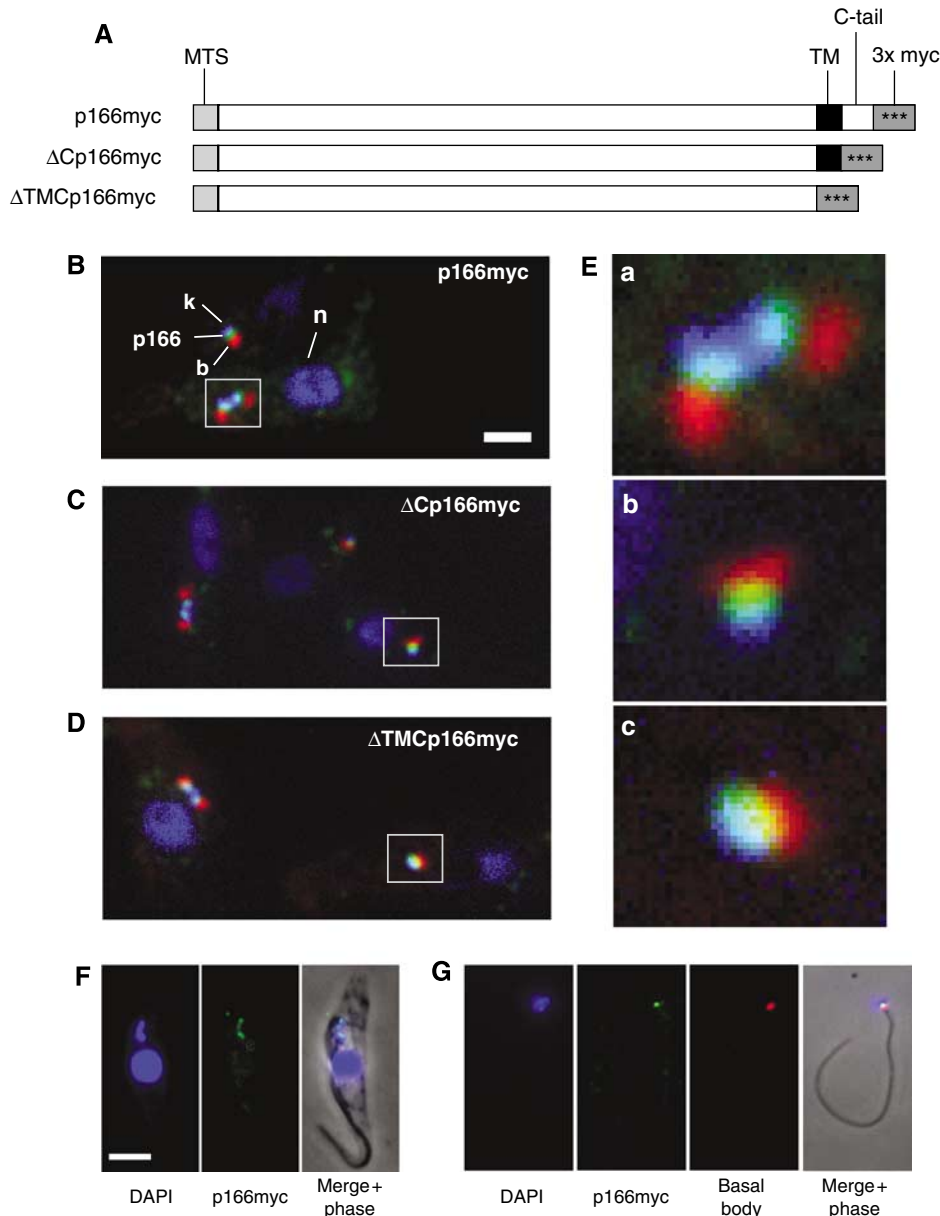 A
C-tail
MTS
TM
3x myc
p166myc
***
ΔCp166myc
***
ΔTMCp166myc
***
B
p166myc
k
p166
b
n
C
ΔCp166myc
D
ΔTMCp166myc
E
a
b
c
F
DAPI
p166myc
Merge+
phase
G
DAPI
p166myc
Basal
body
Merge+
phase